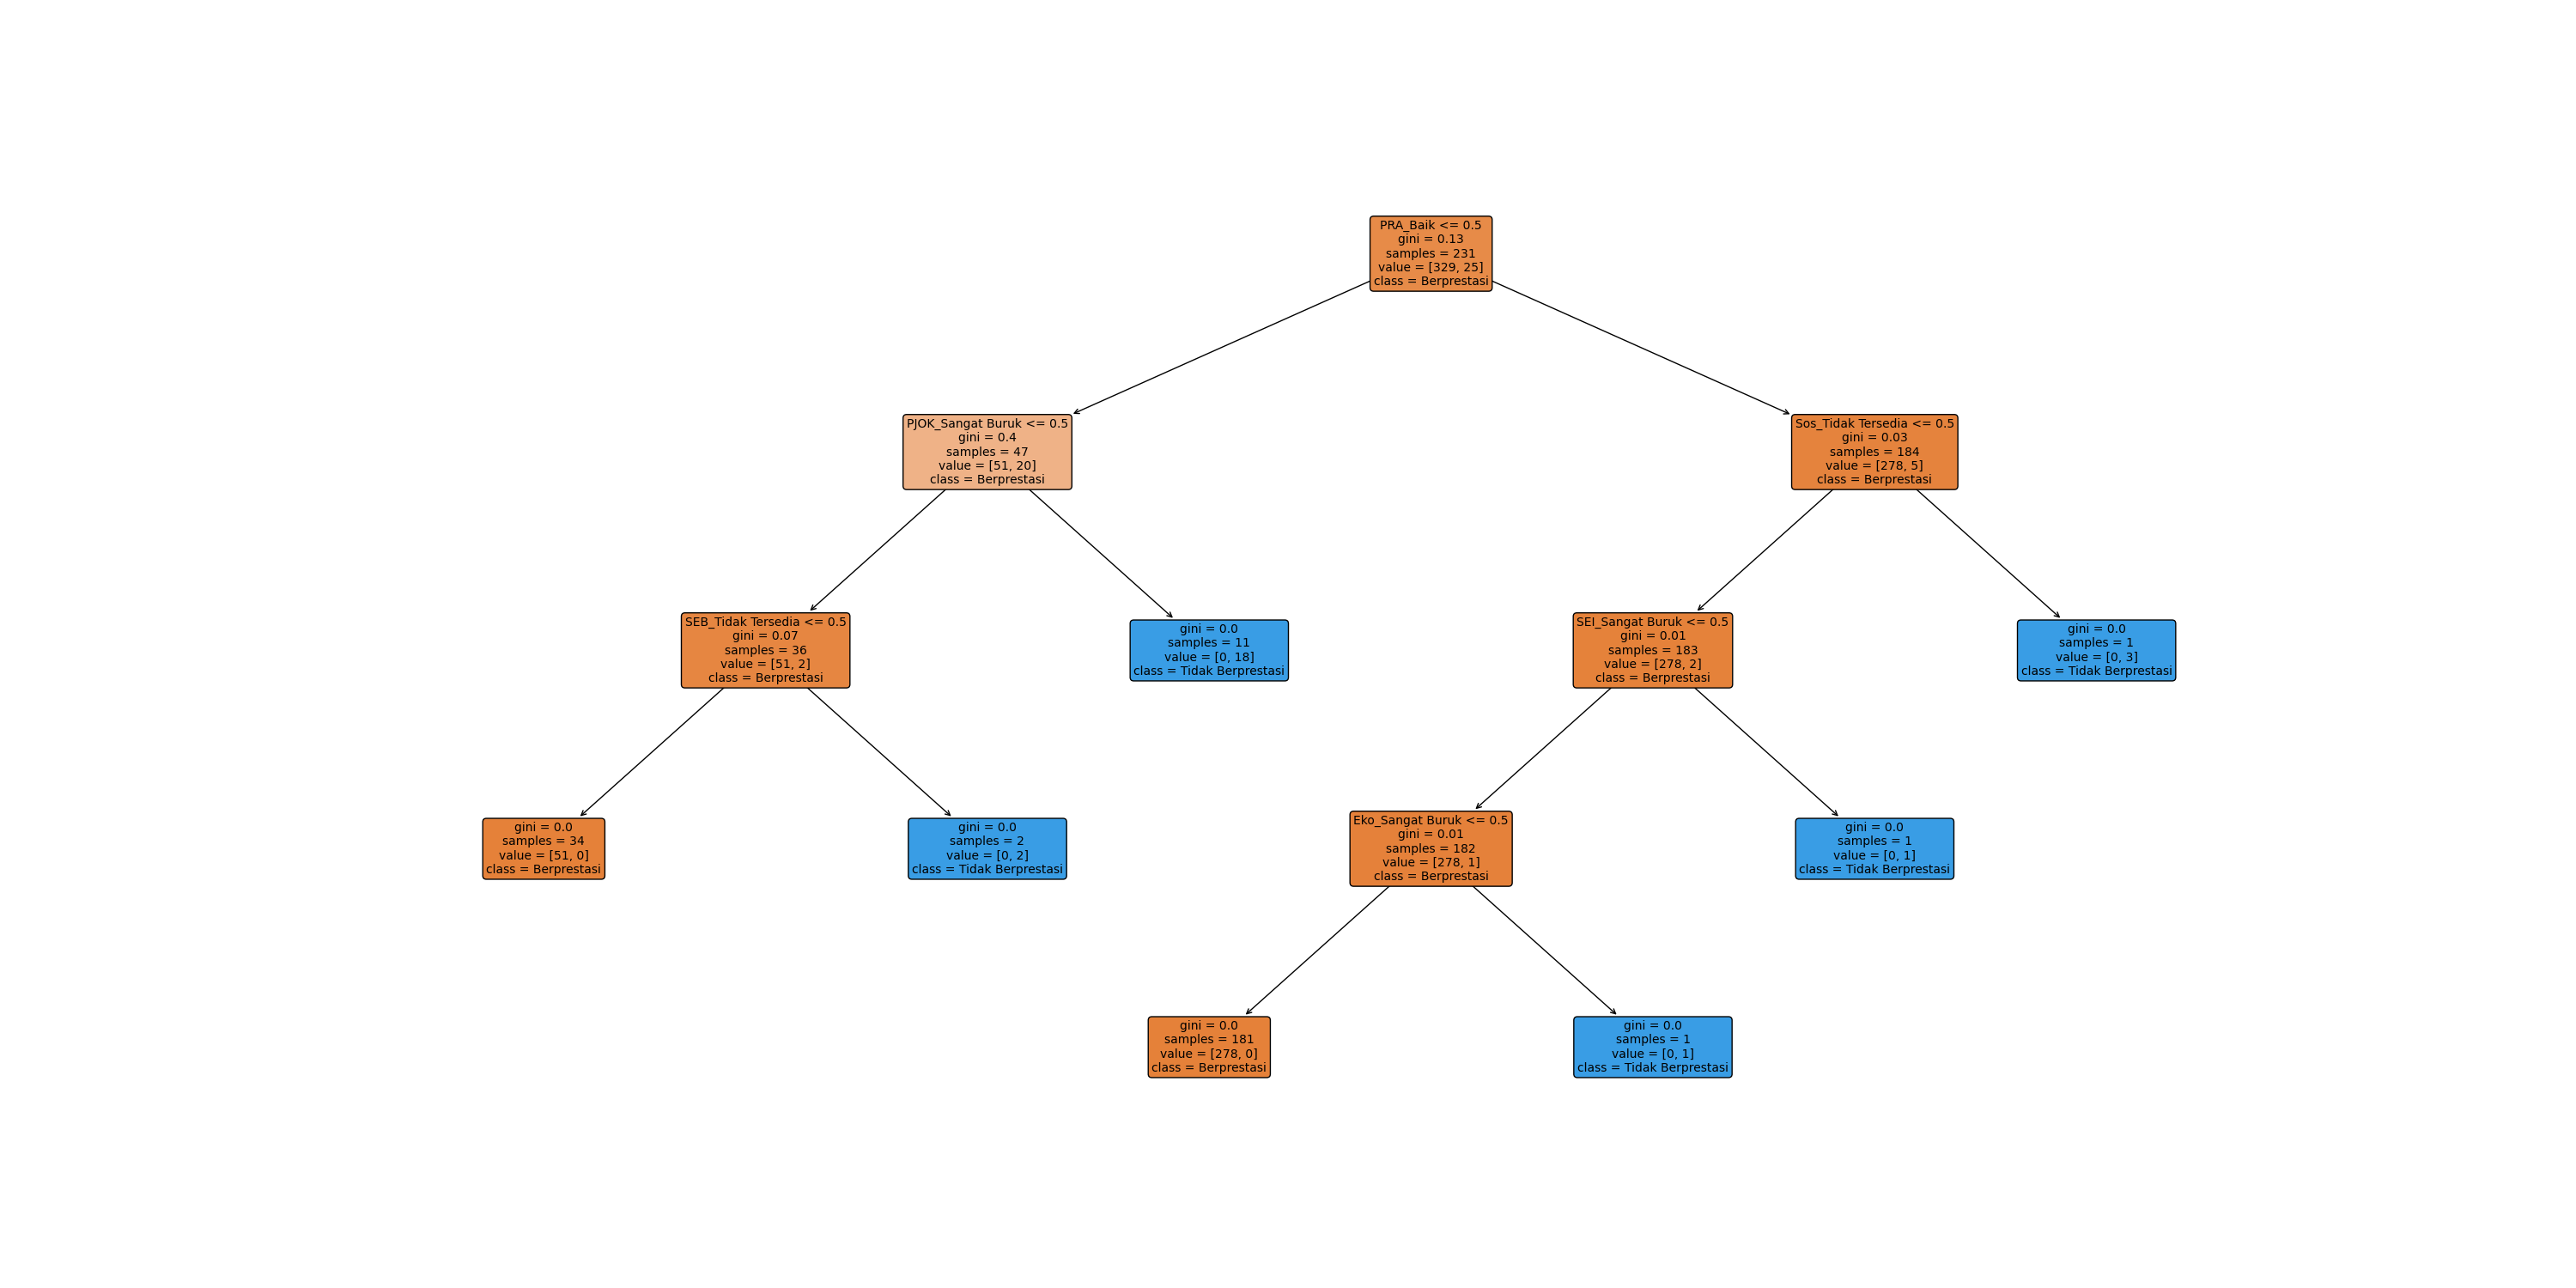 PRA_Baik <= 0.5
gini = 0.13
samples = 231
value = [329, 25]
class = Berprestasi
PJOK_Sangat Buruk <= 0.5
gini = 0.4
samples = 47
value = [51, 20]
class = Berprestasi
Sos_Tidak Tersedia <= 0.5
gini = 0.03
samples = 184
value = [278, 5]
class = Berprestasi
SEB_Tidak Tersedia <= 0.5
gini = 0.07
samples = 36
value = [51, 2]
class = Berprestasi
gini = 0.0
samples = 11
value = [0, 18]
class = Tidak Berprestasi
SEI_Sangat Buruk <= 0.5
gini = 0.01
samples = 183
value = [278, 2]
class = Berprestasi
gini = 0.0
samples = 1
value = [0, 3]
class = Tidak Berprestasi
gini = 0.0
samples = 34
value = [51, 0]
class = Berprestasi
gini = 0.0
samples = 2
value = [0, 2]
class = Tidak Berprestasi
Eko_Sangat Buruk <= 0.5
gini = 0.01
samples = 182
value = [278, 1]
class = Berprestasi
gini = 0.0
samples = 1
value = [0, 1]
class = Tidak Berprestasi
gini = 0.0
samples = 181
value = [278, 0]
class = Berprestasi
gini = 0.0
samples = 1
value = [0, 1]
class = Tidak Berprestasi